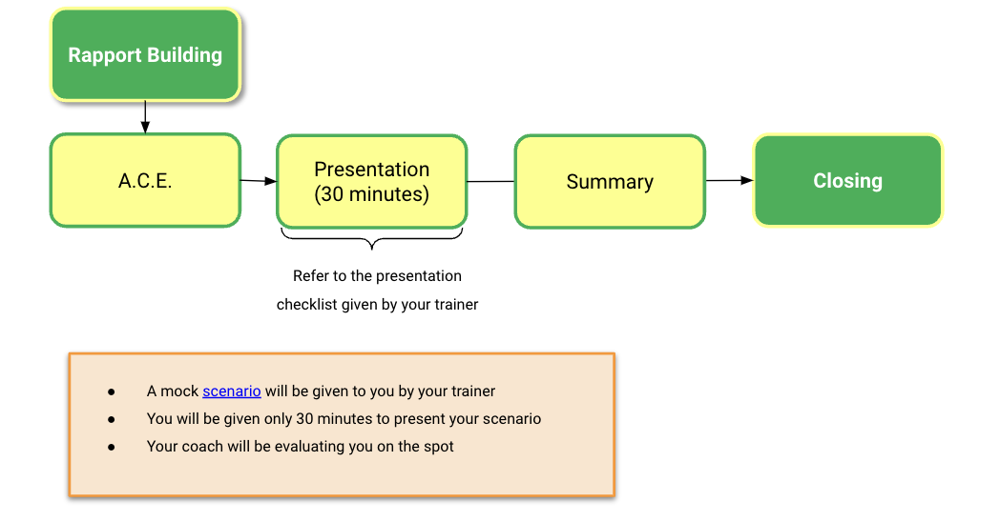 Rapport Building
A.C.E.
Presentation
(30 minutes)
Summary
Closing
Refer to the presentation
checklist given by your trainer
● A mock scenario will be given to you by your trainer
● You will be given only 30 minutes to present your scenario
● Your coach will be evaluating you on the spot